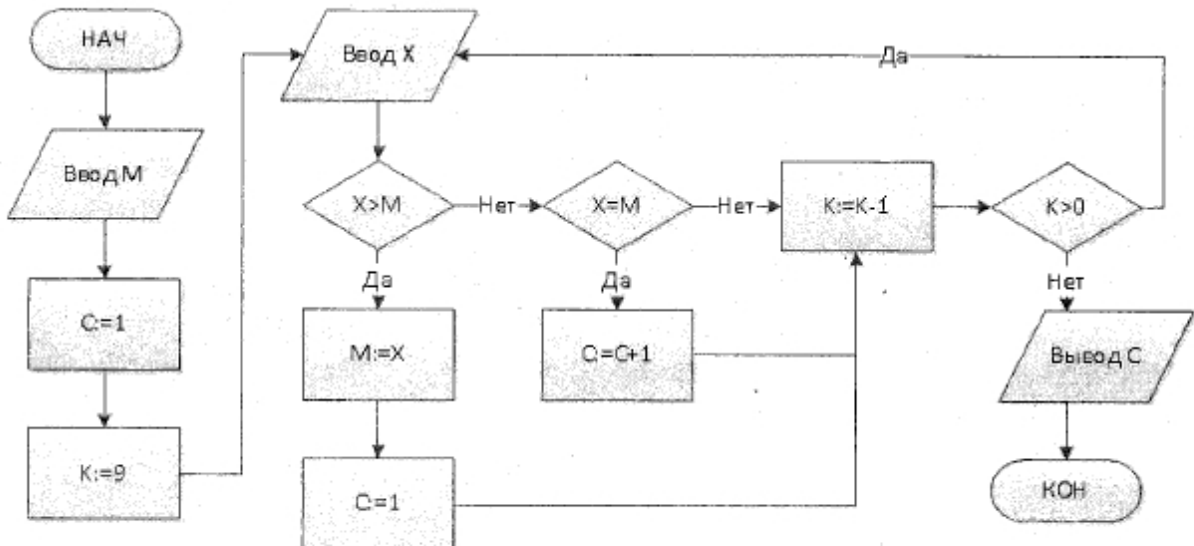 НАЧ
Ввод М
C:=1
K:=9
Ввод X
X>M
Нет
X=M
Нет
K:=K-1
K>0
Да
Да
Да
Нет
M:=X
C:=C+1
C:=1
Вывод C
КОН